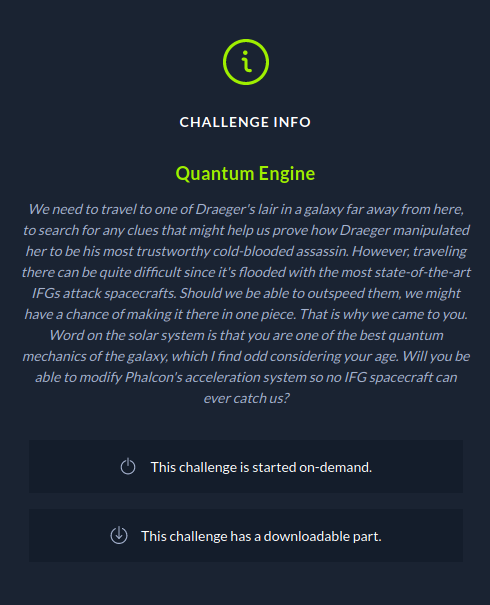 CHALLENGE INFO
Quantum Engine
We need to travel to one of Draeger's lair in a galaxy far away from here,
to search for any clues that might help us prove how Draeger manipulated
her to be his most trustworthy cold-blooded assassin. However, traveling
there can be quite difficult since it's flooded with the most state-of-the-art
IFGs attack spacecrafts. Should we be able to outspeed them, we might
have a chance of making it there in one piece. That is why we came to you.
Word on the solar system is that you are one of the best quantum
mechanics of the galaxy, which I find odd considering your age. Will you be
able to modify Phalcon's acceleration system so no IFG spacecraft can
ever catch us?
This challenge is started on-demand.
This challenge has a downloadable part.